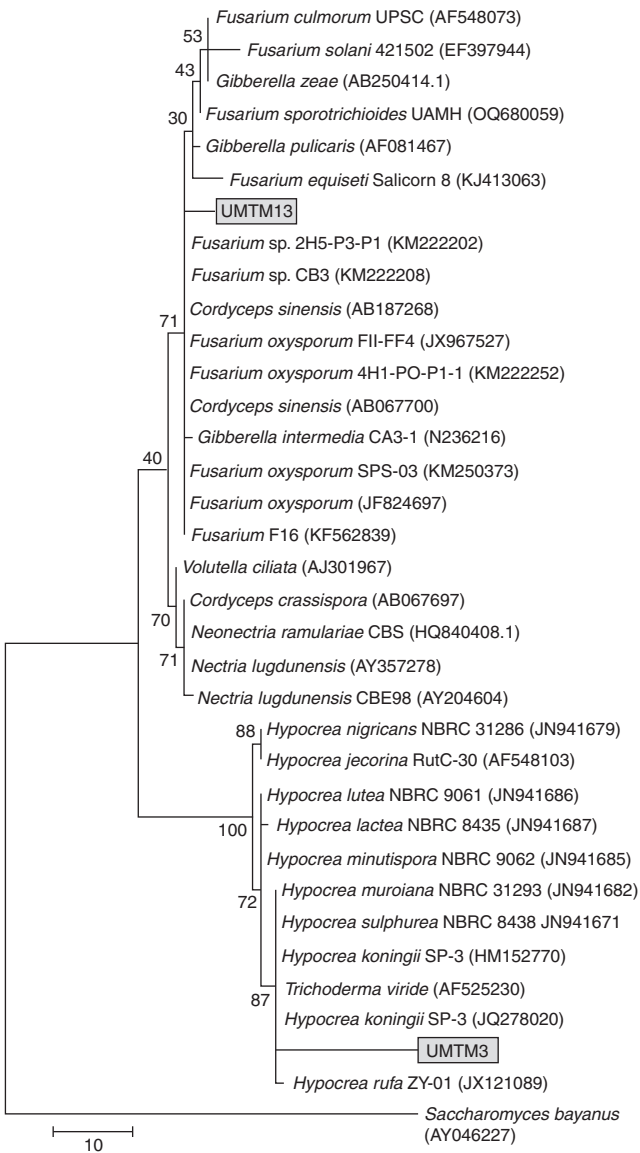 Fusarium culmorum UPSC (AF548073)
53
Fusarium solani 421502 (EF397944)
43
Gibberella zeae (AB250414.1)
Fusarium sporotrichioides UAMH (OQ680059)
30
Gibberella pulicaris (AF081467)
Fusarium equiseti Salicorn 8 (KJ413063)
UMTM13
Fusarium sp. 2H5-P3-P1 (KM222202)
Fusarium sp. CB3 (KM222208)
Cordyceps sinensis (AB187268)
71
Fusarium oxysporum FII-FF4 (JX967527)
Fusarium oxysporum 4H1-PO-P1-1 (KM222252)
Cordyceps sinensis (AB067700)
Gibberella intermedia CA3-1 (N236216)
40
Fusarium oxysporum SPS-03 (KM250373)
Fusarium oxysporum (JF824697)
Fusarium F16 (KF562839)
Volutella ciliata (AJ301967)
Cordyceps crassispora (AB067697)
70
Neonectria ramulariae CBS (HQ840408.1)
71
Nectria lugdunensis (AY357278)
Nectria lugdunensis CBE98 (AY204604)
88
Hypocrea nigricans NBRC 31286 (JN941679)
Hypocrea jecorina RutC-30 (AF548103)
Hypocrea lutea NBRC 9061 (JN941686)
100
Hypocrea lactea NBRC 8435 (JN941687)
Hypocrea minutispora NBRC 9062 (JN941685)
Hypocrea muroiana NBRC 31293 (JN941682)
72
Hypocrea sulphurea NBRC 8438 JN941671
Hypocrea koningii SP-3 (HM152770)
Trichoderma viride (AF525230)
87
Hypocrea koningii SP-3 (JQ278020)
UMTM3
Hypocrea rufa ZY-01 (JX121089)
Saccharomyces bayanus
(AY046227)
10